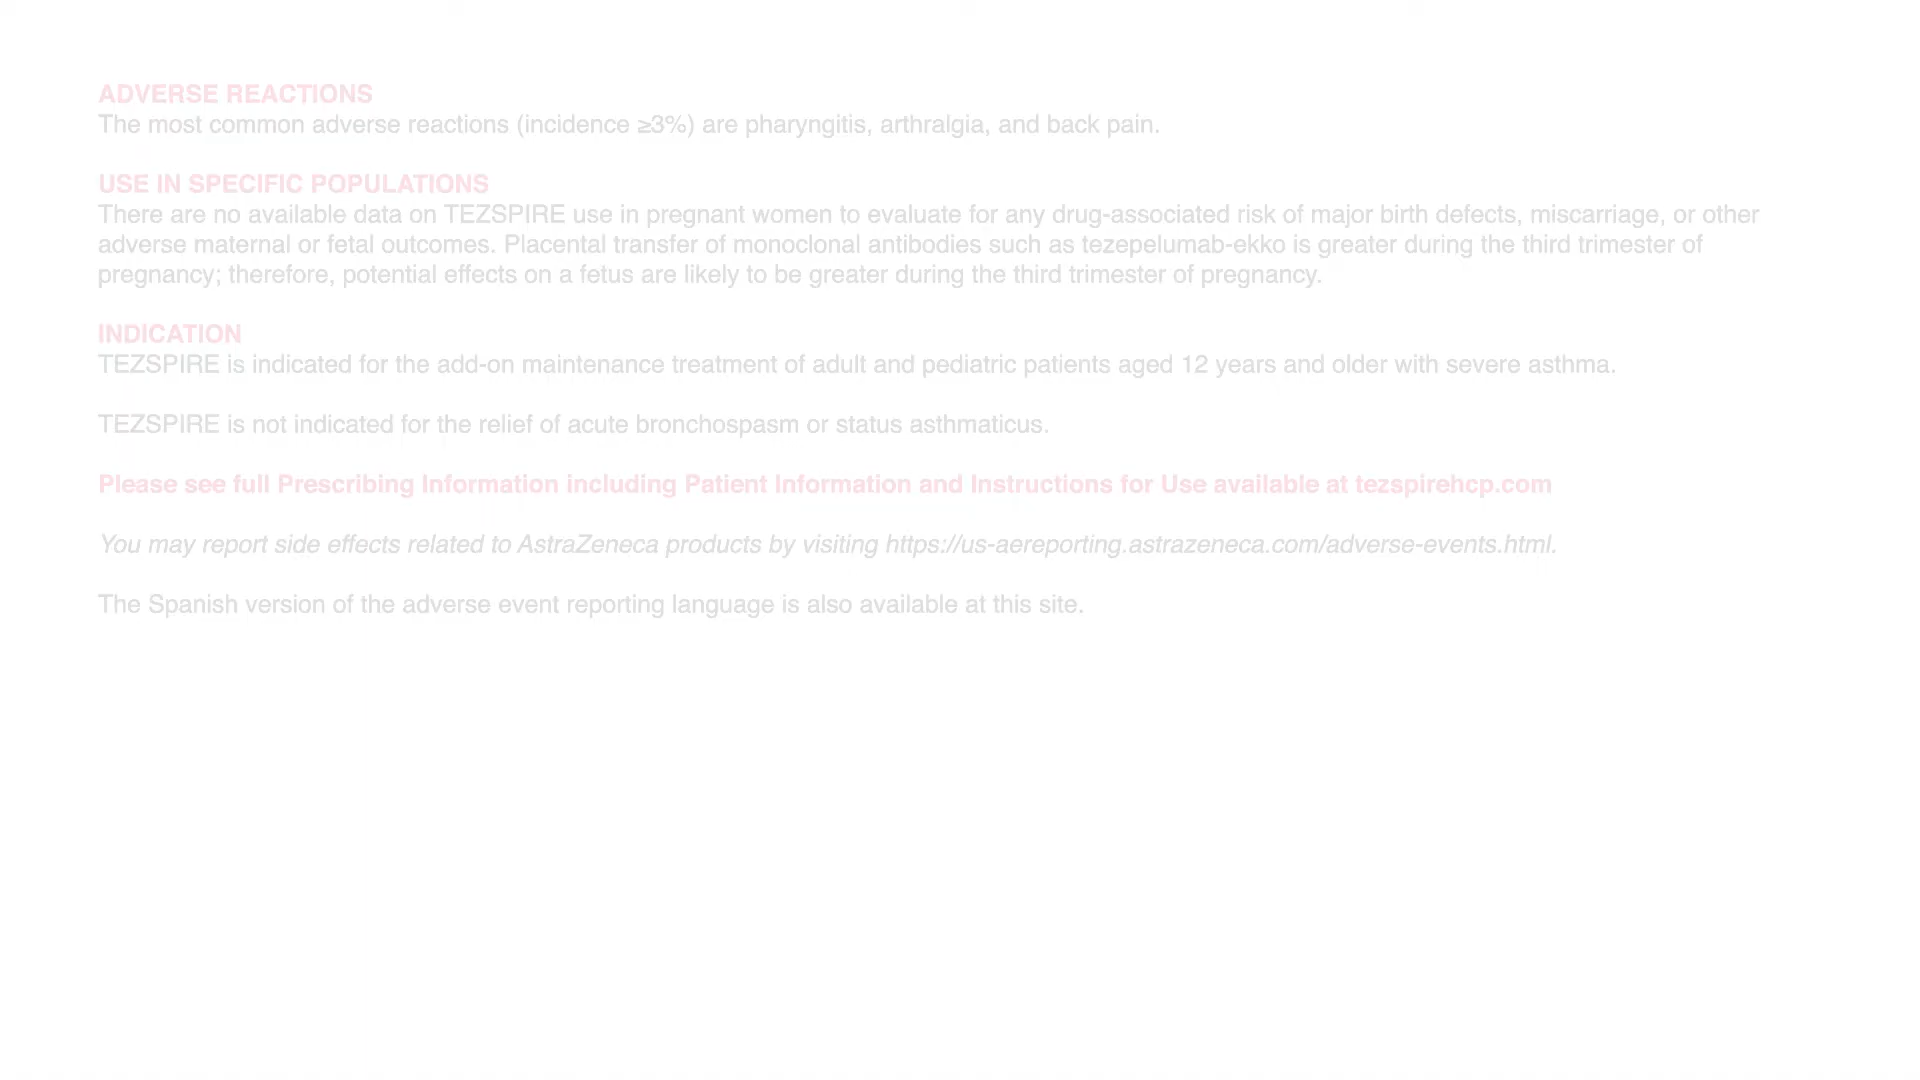 ADVERSE REACTIONS
The most common adverse reactions (incidence ≥3%) are pharyngitis, arthralgia, and back pain.
USE IN SPECIFIC POPULATIONS
There are no available data on TEZSPIRE use in pregnant women to evaluate for any drug-associated risk of major birth defects, miscarriage, or other
adverse maternal or fetal outcomes. Placental transfer of monoclonal antibodies such as tezepelumab-ekko is greater during the third trimester of
pregnancy; therefore, potential effects on a fetus are likely to be greater during the third trimester of pregnancy.
INDICATION
TEZSPIRE is indicated for the add-on maintenance treatment of adult and pediatric patients aged 12 years and older with severe asthma.
TEZSPIRE is not indicated for the relief of acute bronchospasm or status asthmaticus.
Please see full Prescribing Information including Patient Information and Instructions for Use available at tezspirehcp.com
You may report side effects related to AstraZeneca products by visiting https://us-aereporting.astrazeneca.com/adverse-events.html.
The Spanish version of the adverse event reporting language is also available at this site.